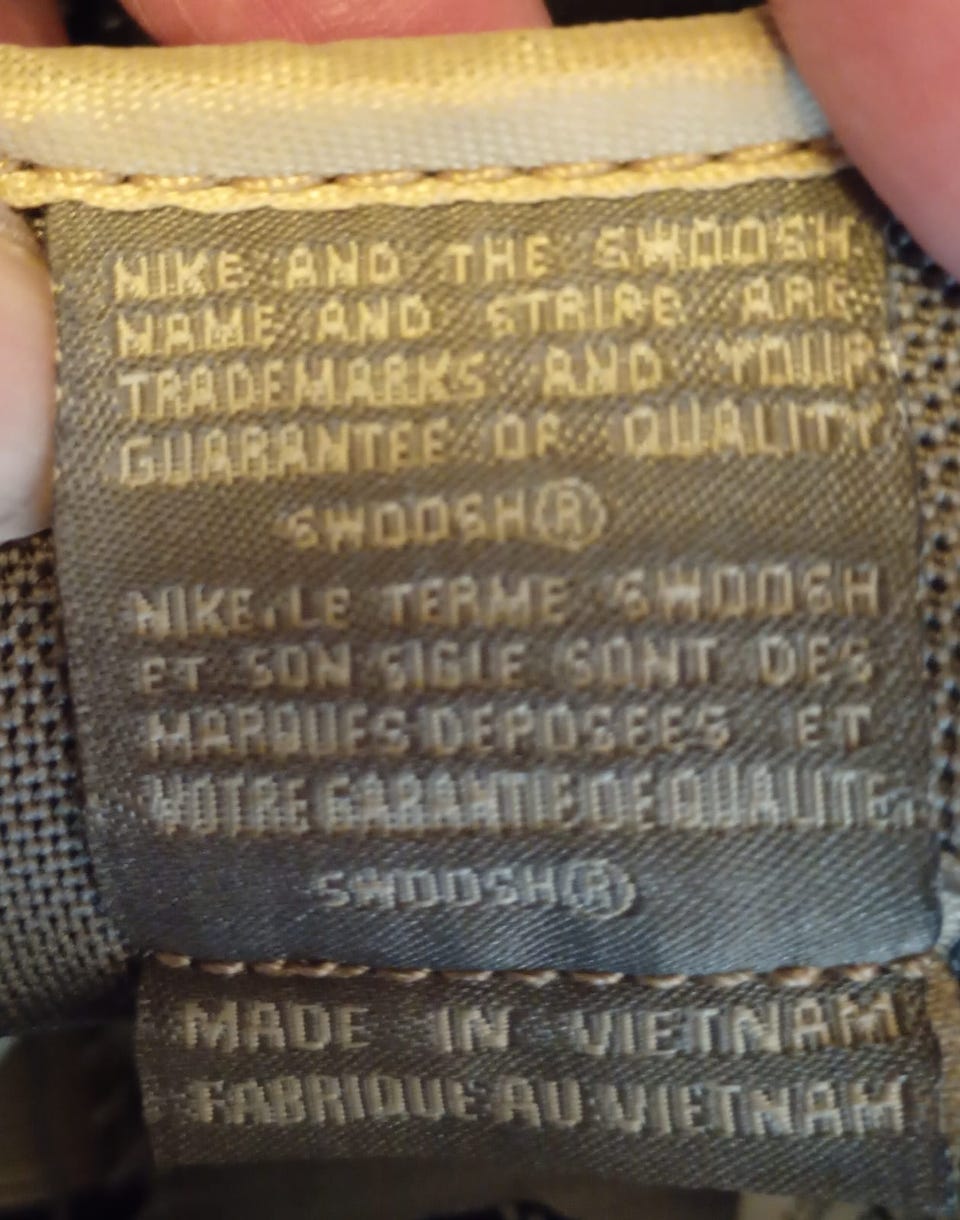 NIKE AND THE SWOOSH
NAME AND STRIPE ARE
TRADEMARKS AND YOUR
GUARANTEE OF QUALITY
SWOOSH®
NIKE, LE TERME SWOOSH
ET SON SIGLE SONT DES
MARQUES DEPOSEES ET
VOTRE GARANTIE DE QUALITE.
SWOOSH®
MADE IN VIETNAM
FABRIQUE AU VIETNAM